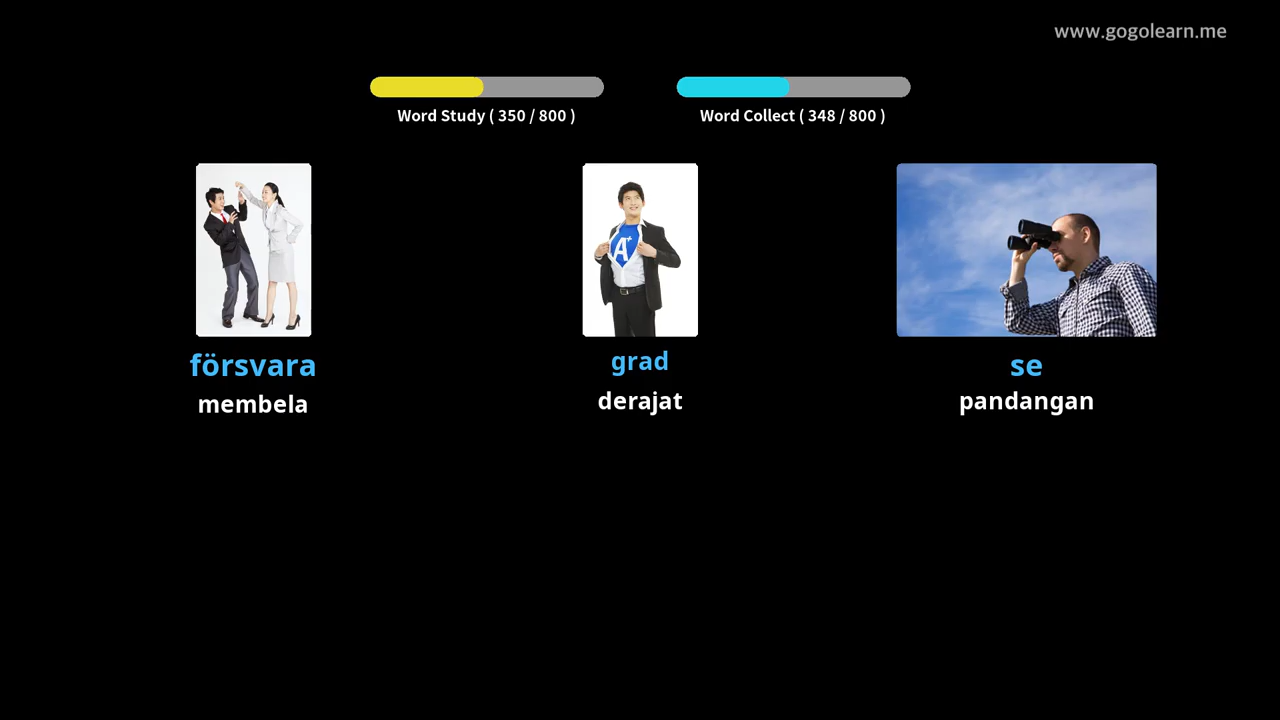 www.gogolearn.me
Word Study ( 350 / 800 )
Word Collect ( 348 / 800 )
A+
försvara
grad
se
membela
derajat
pandangan